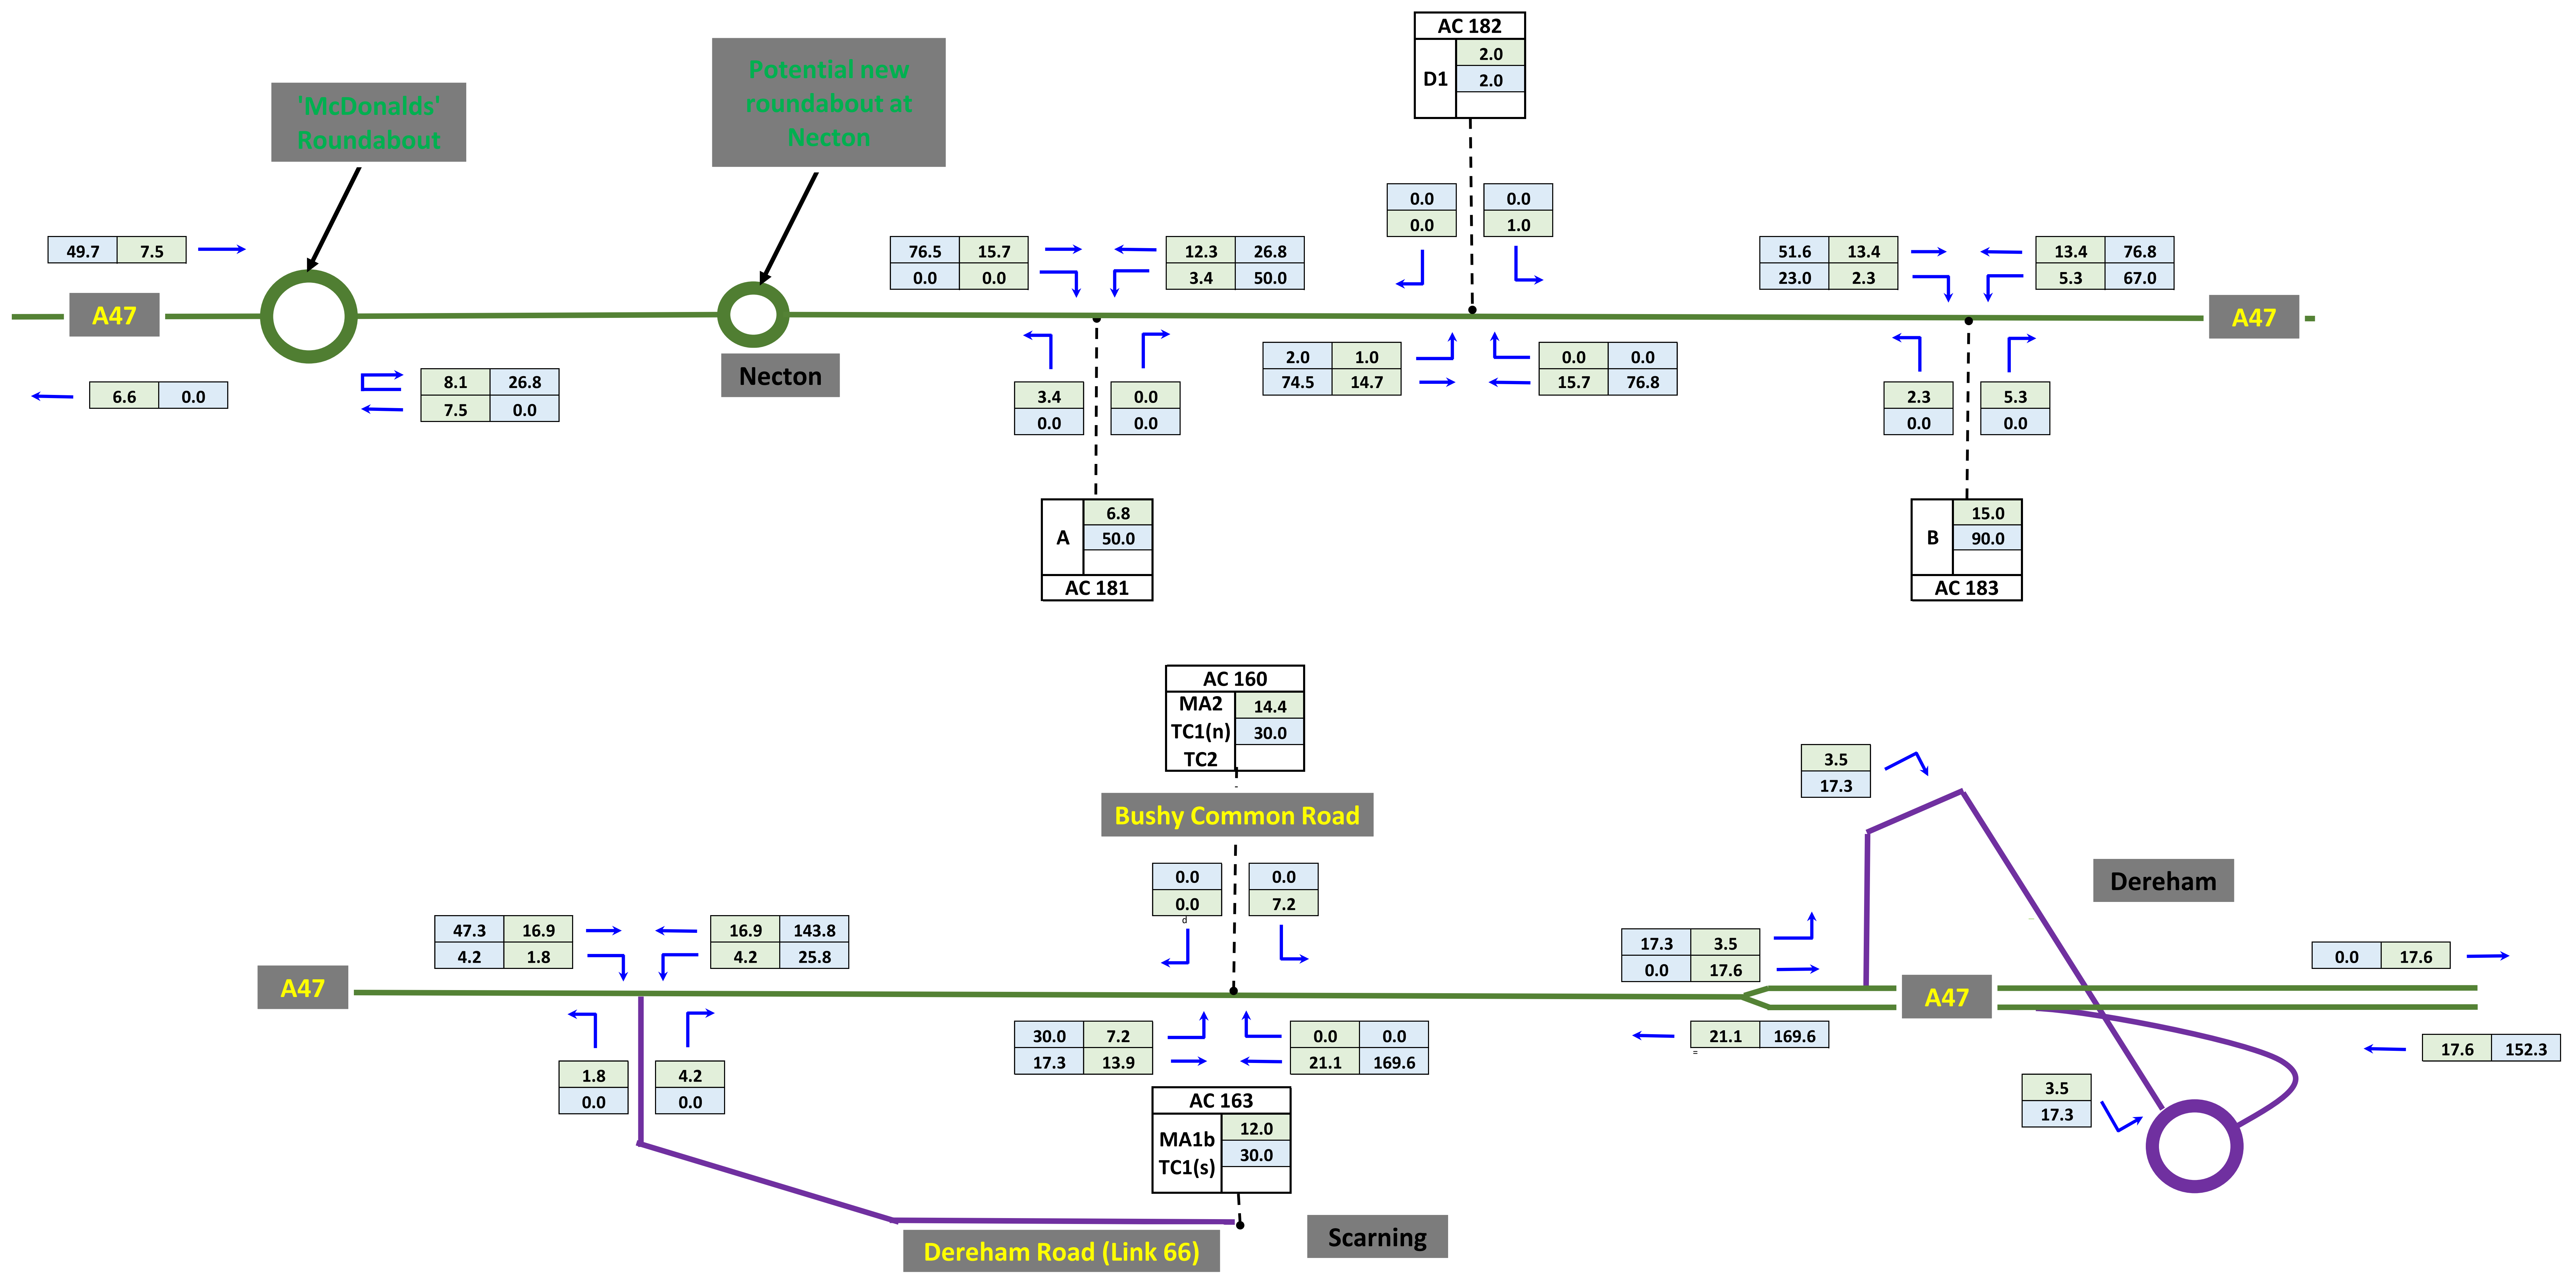 AC 182
2.0
D1
2.0
'McDonalds'
Roundabout
Potential new
roundabout at
Necton
0.0 0.0
0.0 1.0
49.7 7.5
76.5 15.7
0.0 0.0
12.3 26.8
3.4 50.0
51.6 13.4
23.0 2.3
13.4 76.8
5.3 67.0
A47
A47
Necton
6.6 0.0
8.1 26.8
7.5 0.0
3.4 0.0
0.0 0.0
2.0 1.0
74.5 14.7
0.0 0.0
15.7 76.8
2.3 5.3
0.0 0.0
6.8
A 50.0
AC 181
15.0
B 90.0
AC 183
AC 160
MA2 14.4
TC1(n) 30.0
TC2
Bushy Common Road
3.5
17.3
0.0 0.0
0.0 7.2
d
Dereham
47.3 16.9
4.2 1.8
16.9 143.8
4.2 25.8
17.3 3.5
0.0 17.6
0.0 17.6
A47
A47
30.0 7.2
17.3 13.9
0.0 0.0
21.1 169.6
21.1 169.6
=
17.6 152.3
1.8 4.2
0.0 0.0
3.5
17.3
AC 163
MA1b 12.0
TC1(s) 30.0
Dereham Road (Link 66)
Scarning